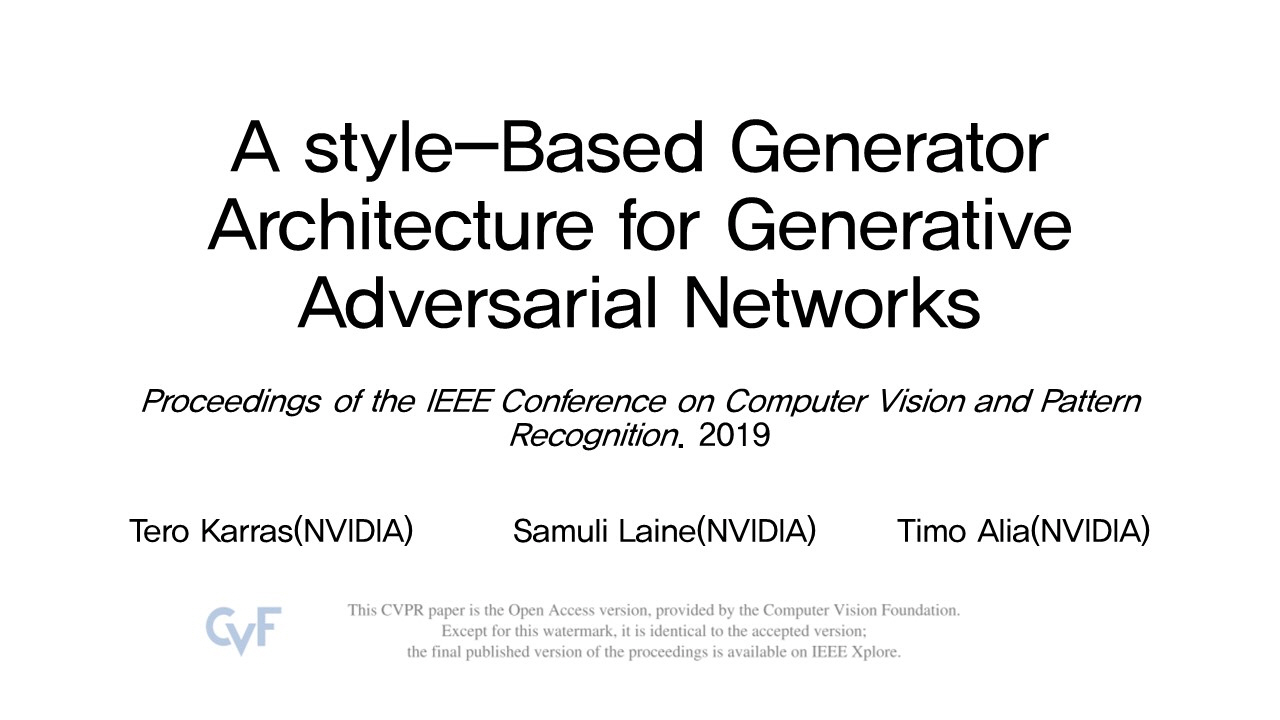 A style-Based Generator
Architecture for Generative
Adversarial Networks
Proceedings of the IEEE Conference on Computer Vision and Pattern
Recognition. 2019
Tero Karras(NVIDIA) Samuli Laine(NVIDIA) Timo Alia(NVIDIA)
CVF
This CVPR paper is the Open Access version, provided by the Computer Vision Foundation.
Except for this watermark, it is identical to the accepted version;
the final published version of the proceedings is available on IEEE Xplore.